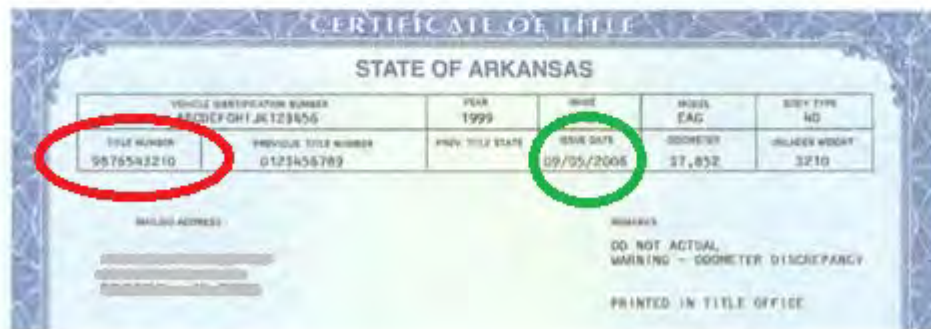 CERTIFICATE OF TITLE
STATE OF ARKANSAS
VEHICLE IDENTIFICATION NUMBER YEAR MAKE MODEL BODY TYPE
ABCDEFGHIJK123456 1999 EAG 4D
TITLE NUMBER PREVIOUS TITLE NUMBER PREV. TITLE STATE ISSUE DATE ODOMETER UNLADEN WEIGHT
9876543210 0123456789 09/05/2006 57,852 3210
MAILING ADDRESS REMARKS
OD NOT ACTUAL,
WARNING - ODOMETER DISCREPANCY
PRINTED IN TITLE OFFICE